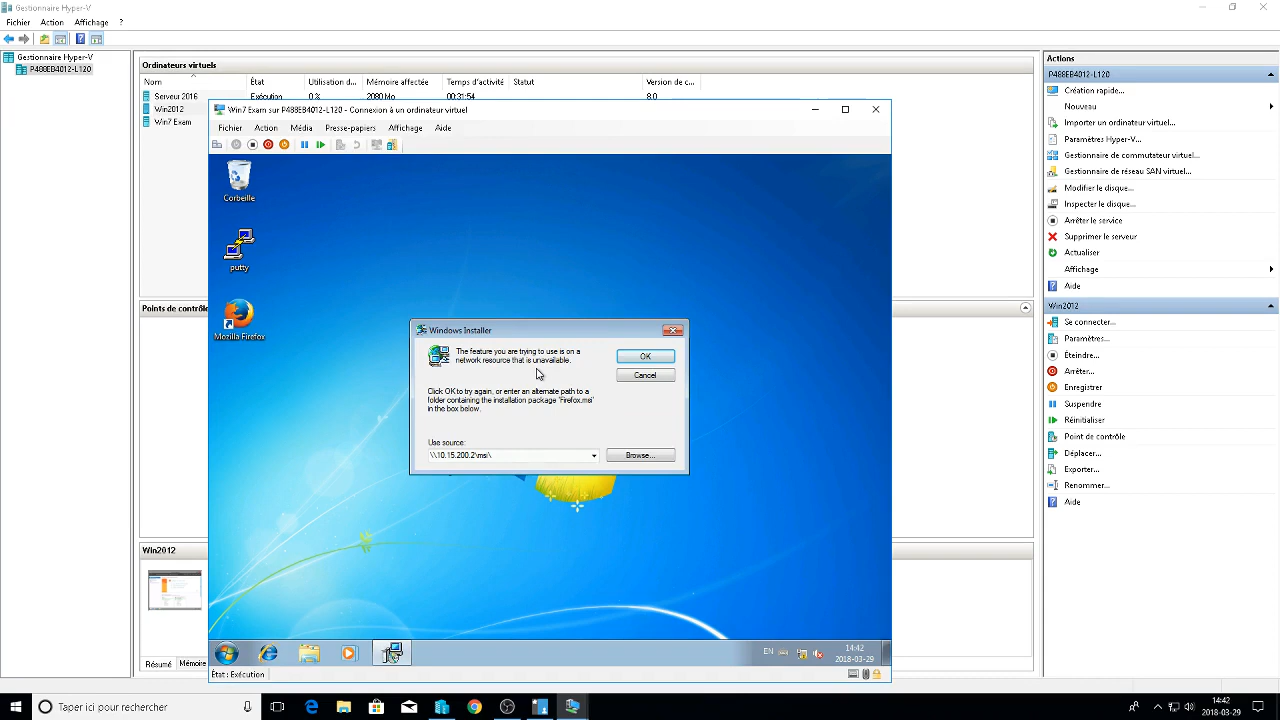 Gestionnaire Hyper-V
Fichier Action Affichage ?
Gestionnaire Hyper-V
P488EB4012-L120
Ordinateurs virtuels
Nom État Utilisation d... Mémoire affectée Temps d'activité Statut Version de c...
Serveur 2016 Exécution 0 % 2080 Mo 00:31:54 8.0
Win2012
Win7 Exam
Points de contrôle
Win2012
Résumé Mémoire
Win7 Exam sur P488EB4012-L120 - Connexion à un ordinateur virtuel
Fichier Action Média Presse-papiers Affichage Aide
Corbeille
putty
Mozilla Firefox
Windows Installer
The feature you are trying to use is on a
network resource that is unavailable.
OK
Cancel
Click OK to try again, or enter an alternate path to a
folder containing the installation package 'Firefox.msi'
in the box below.
Use source:
\\10.15.200.2\msi\
Browse...
EN
14:42
2018-03-29
État : Exécution
Actions
P488EB4012-L120
Création rapide...
Nouveau
Importer un ordinateur virtuel...
Paramètres Hyper-V...
Gestionnaire de commutateur virtuel...
Gestionnaire de réseau SAN virtuel...
Modifier le disque...
Inspecter le disque...
Arrêter le service
Supprimer le serveur
Actualiser
Affichage
Aide
Win2012
Se connecter...
Paramètres...
Éteindre...
Arrêter...
Enregistrer
Suspendre
Réinitialiser
Point de contrôle
Déplacer...
Exporter...
Renommer...
Aide
Taper ici pour rechercher
14:42
2018-03-29